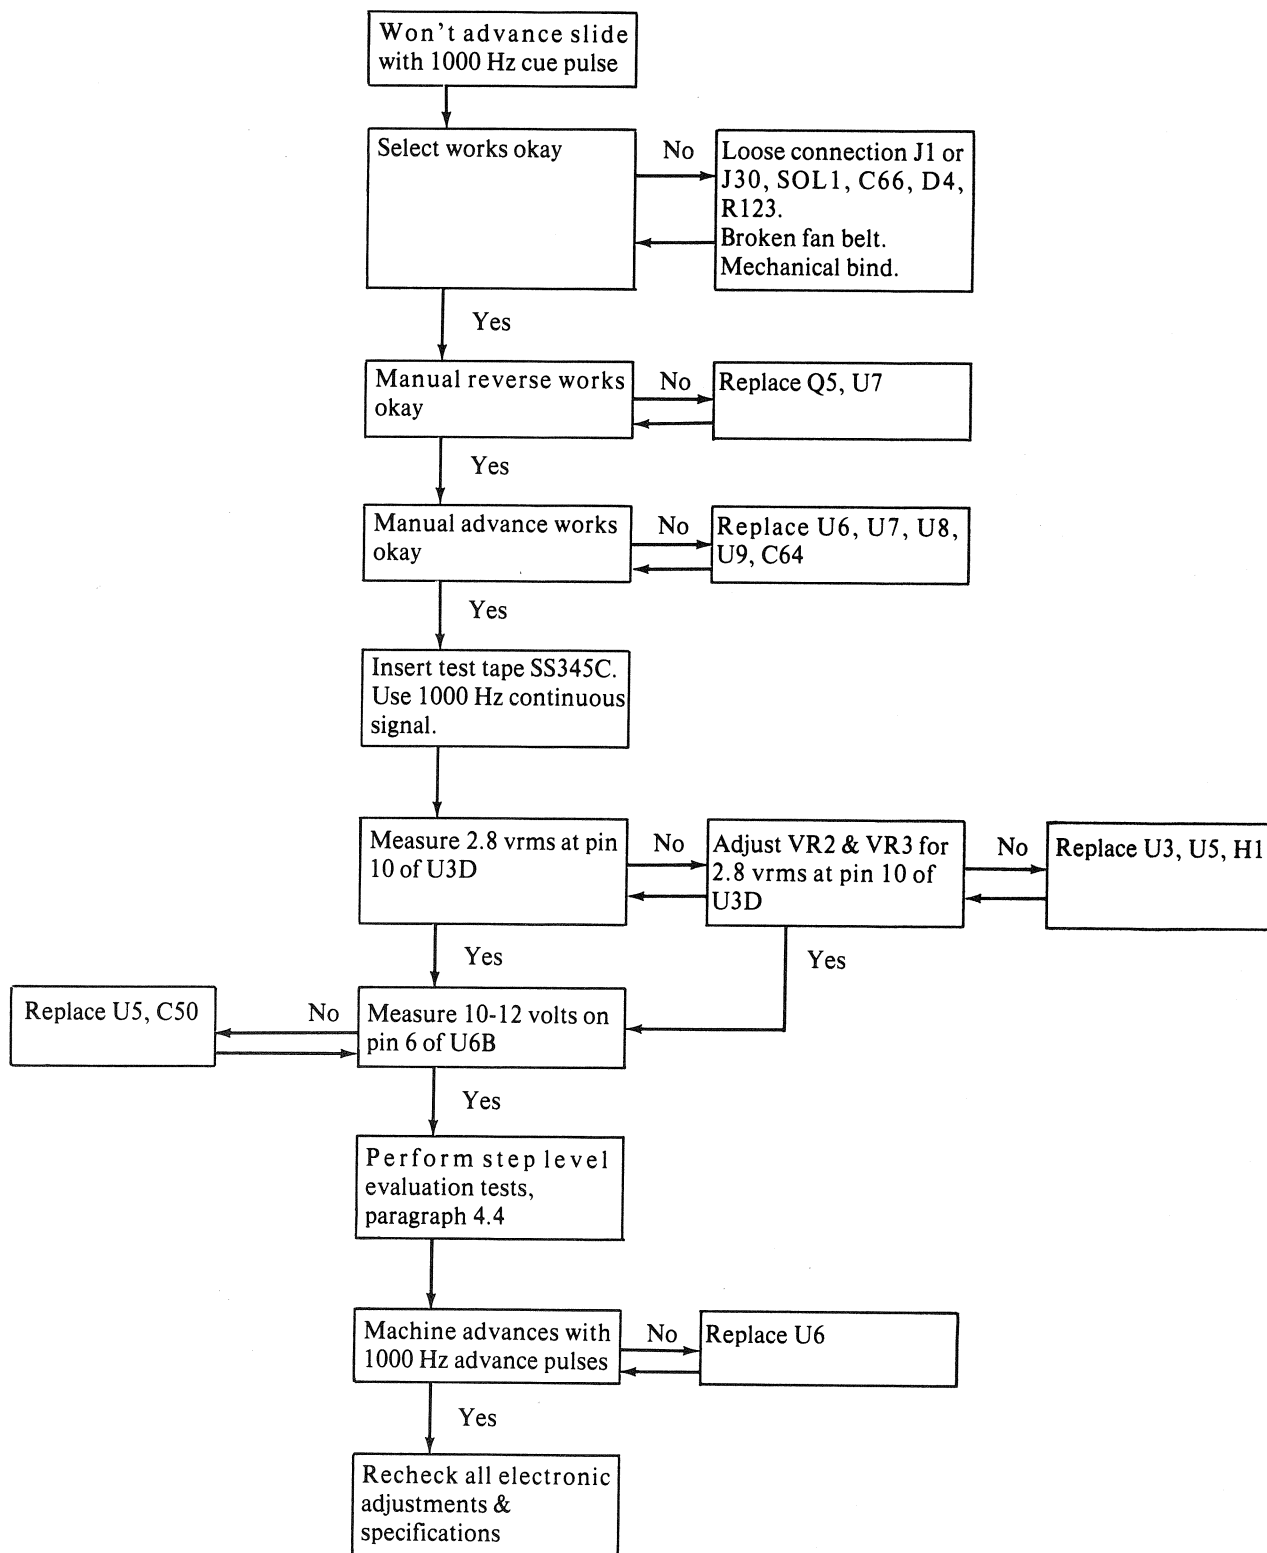 Won't advance slide
with 1000 Hz cue pulse
Select works okay
No
Loose connection J1 or
J30, SOL1, C66, D4,
R123.
Broken fan belt.
Mechanical bind.
Yes
Manual reverse works
okay
No
Replace Q5, U7
Yes
Manual advance works
okay
No
Replace U6, U7, U8,
U9, C64
Yes
Insert test tape SS345C.
Use 1000 Hz continuous
signal.
Measure 2.8 vrms at pin
10 of U3D
No
Adjust VR2 & VR3 for
2.8 vrms at pin 10 of
U3D
No
Replace U3, U5, H1
Yes
Yes
Replace U5, C50
No
Measure 10-12 volts on
pin 6 of U6B
Yes
Perform step level
evaluation tests,
paragraph 4.4
Machine advances with
1000 Hz advance pulses
No
Replace U6
Yes
Recheck all electronic
adjustments &
specifications